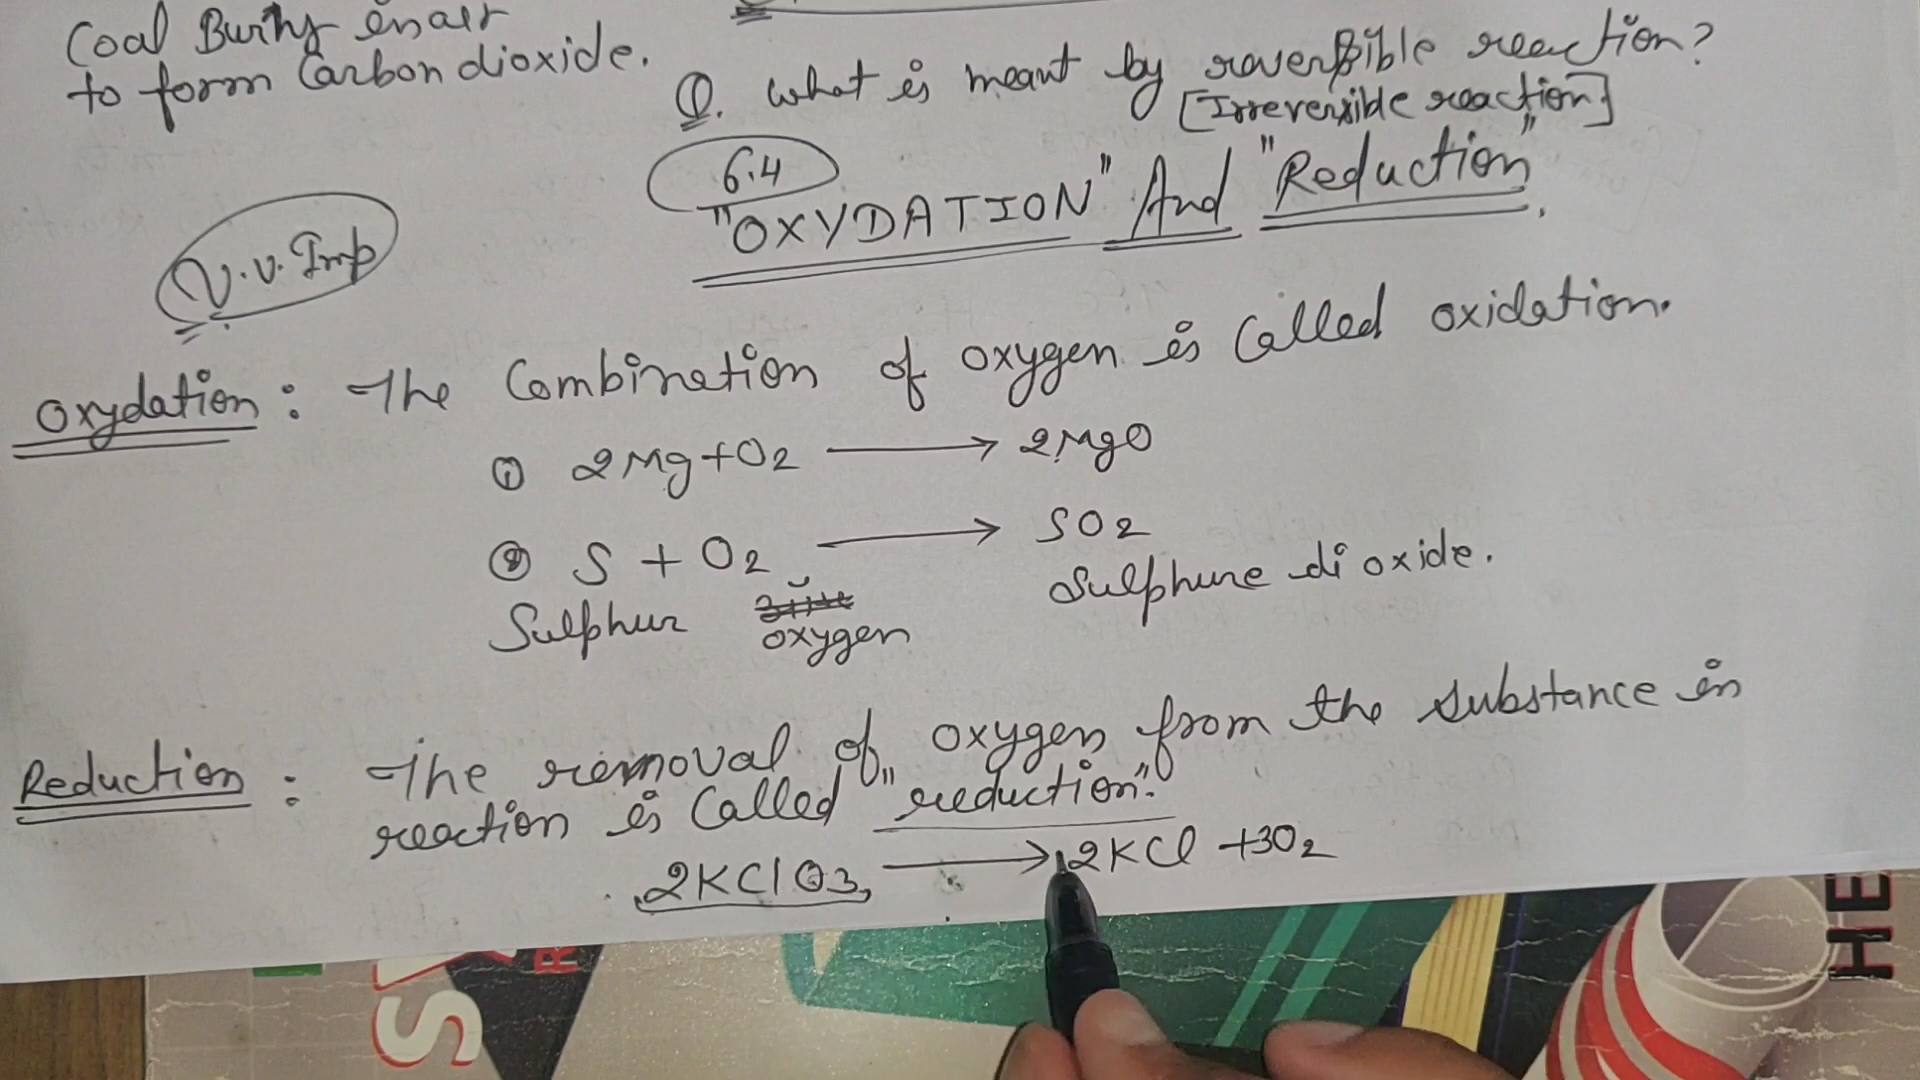 Coal Burning in air
to form Carbon dioxide.
Q. What is meant by reversible reaction?
[Irreversible reaction]
6.4
"OXYDATION" And "Reduction".
V.V. Imp
Oxydation: The Combination of oxygen is Called oxidation.
① 2Mg+O2 → 2MgO
② S + O2 → SO2
Sulphur oxygen Sulphure di oxide.
Reduction: The removal of oxygen from the substance in
reaction is Called "reduction."
2KClO3 → 2KCl +3O2
S
R
HE